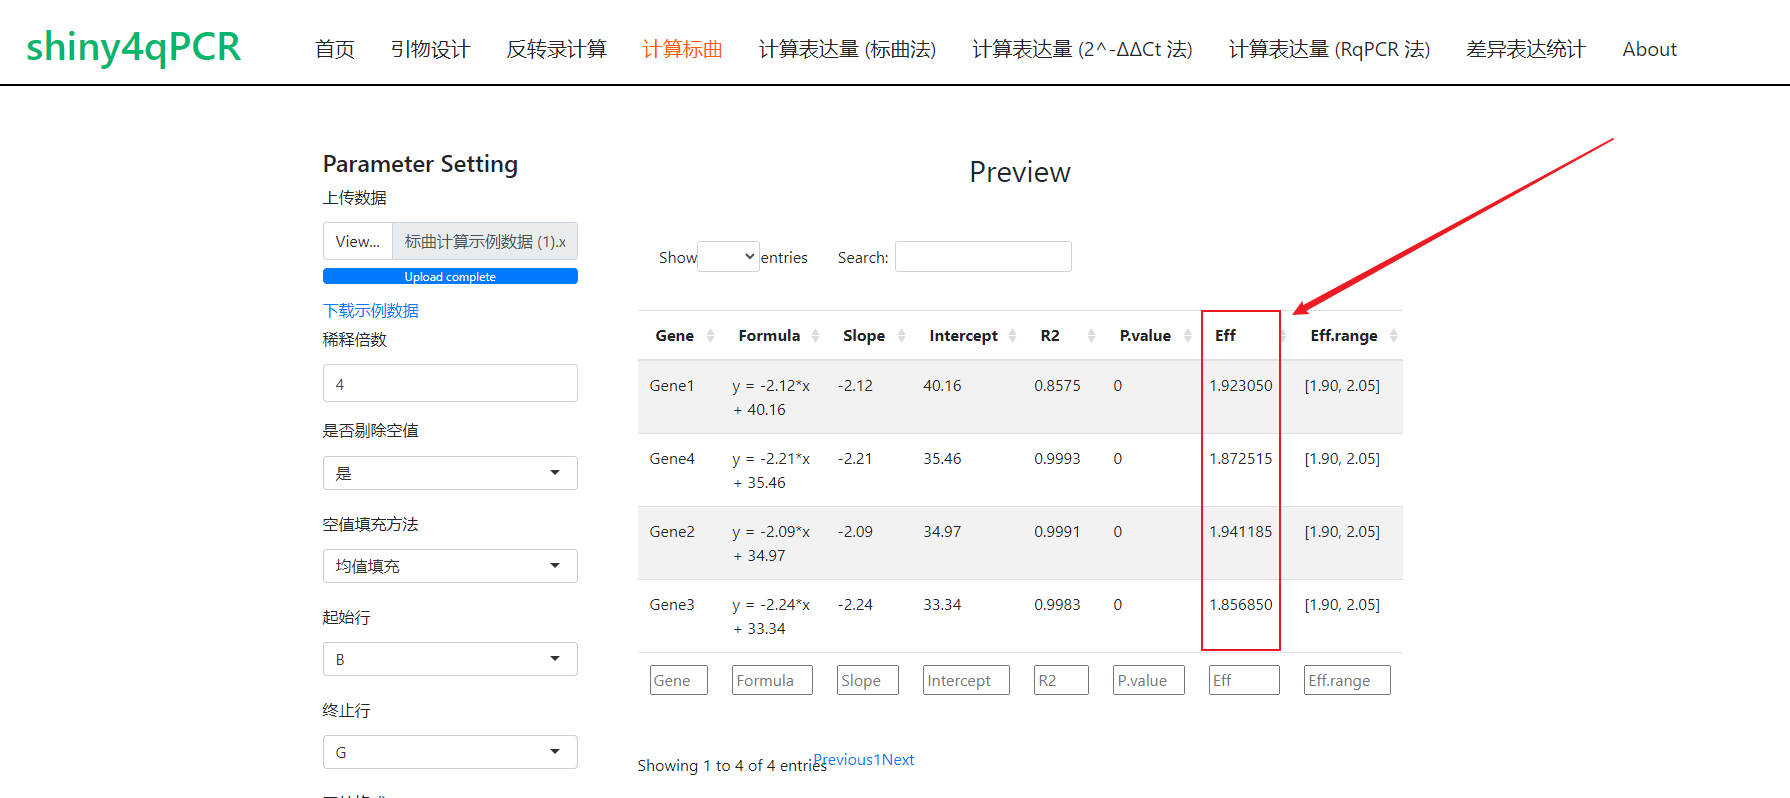 shiny4qPCR 首页 引物设计 反转录计算 计算标曲 计算表达量 (标曲法) 计算表达量 (2^-ΔΔCt 法) 计算表达量 (RqPCR 法) 差异表达统计 About
Parameter Setting
上传数据
View... 标曲计算示例数据 (1).x
Upload complete
下载示例数据
稀释倍数
4
是否剔除空值
是
空值填充方法
均值填充
起始行
B
终止行
G
Preview
Show entries Search:
Gene Formula Slope Intercept R2 P.value Eff Eff.range
Gene1 y = -2.12*x -2.12 40.16 0.8575 0 1.923050 [1.90, 2.05]
+ 40.16
Gene4 y = -2.21*x -2.21 35.46 0.9993 0 1.872515 [1.90, 2.05]
+ 35.46
Gene2 y = -2.09*x -2.09 34.97 0.9991 0 1.941185 [1.90, 2.05]
+ 34.97
Gene3 y = -2.24*x -2.24 33.34 0.9983 0 1.856850 [1.90, 2.05]
+ 33.34
Gene Formula Slope Intercept R2 P.value Eff Eff.range
Showing 1 to 4 of 4 entries Previous1Next